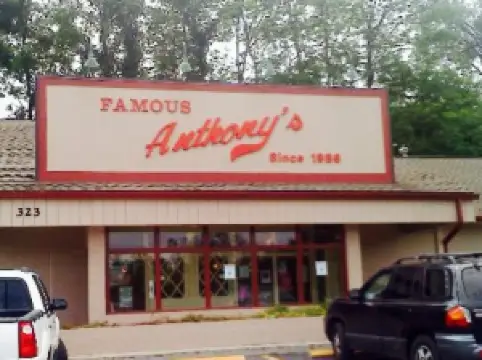 FAMOUS
Anthony's
Since 1986
323